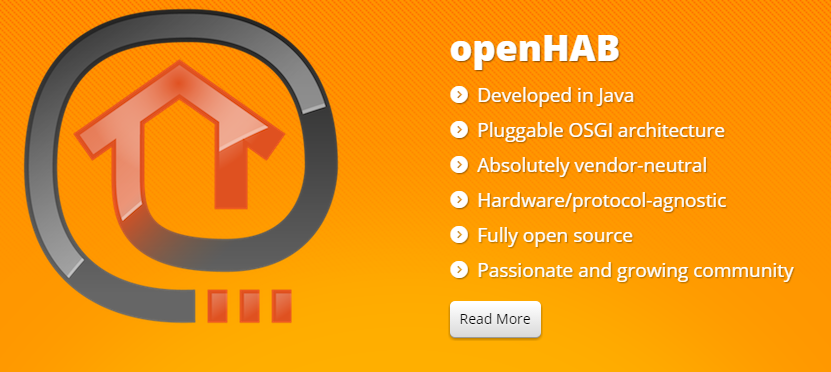 openHAB
Developed in Java
Pluggable OSGI architecture
Absolutely vendor-neutral
Hardware/protocol-agnostic
Fully open source
Passionate and growing community
Read More